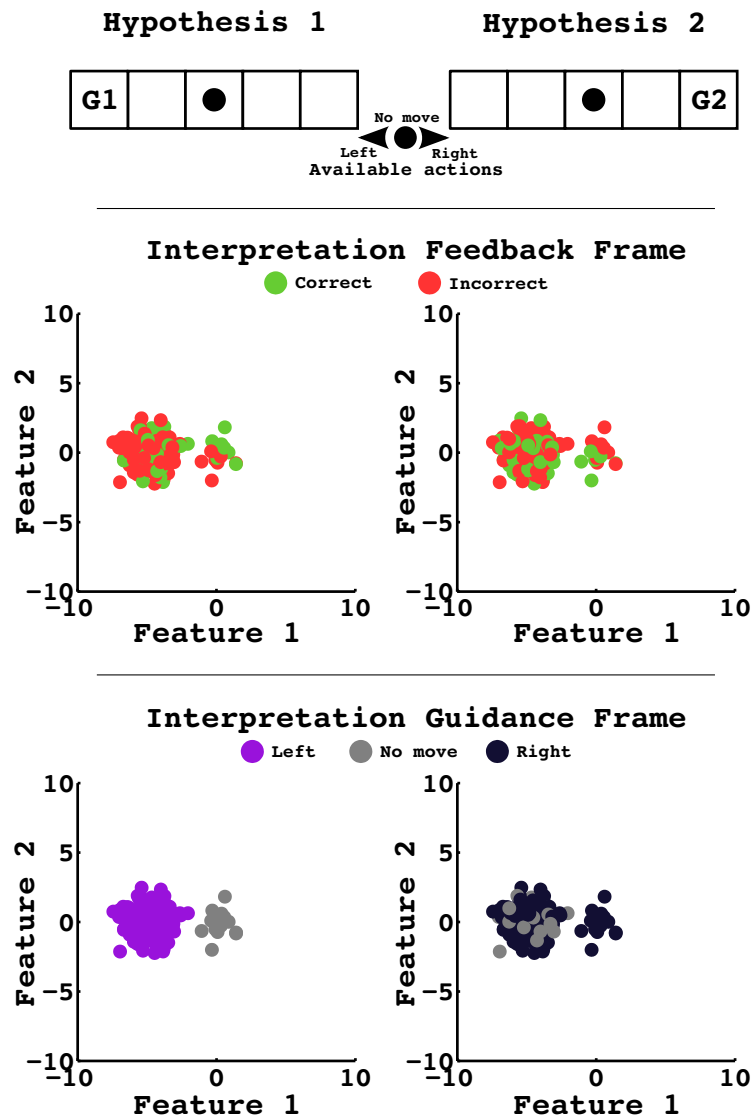 Hypothesis 1 Hypothesis 2
G1 G2
No move
Left Right
Available actions
Interpretation Feedback Frame
Correct Incorrect
10 10
5 5
0 0
−5 −5
−10 −10
−10 0 10 −10 0 10
Feature 2 Feature 2
Feature 1 Feature 1
Interpretation Guidance Frame
Left No move Right
10 10
5 5
0 0
−5 −5
−10 −10
−10 0 10 −10 0 10
Feature 2 Feature 2
Feature 1 Feature 1